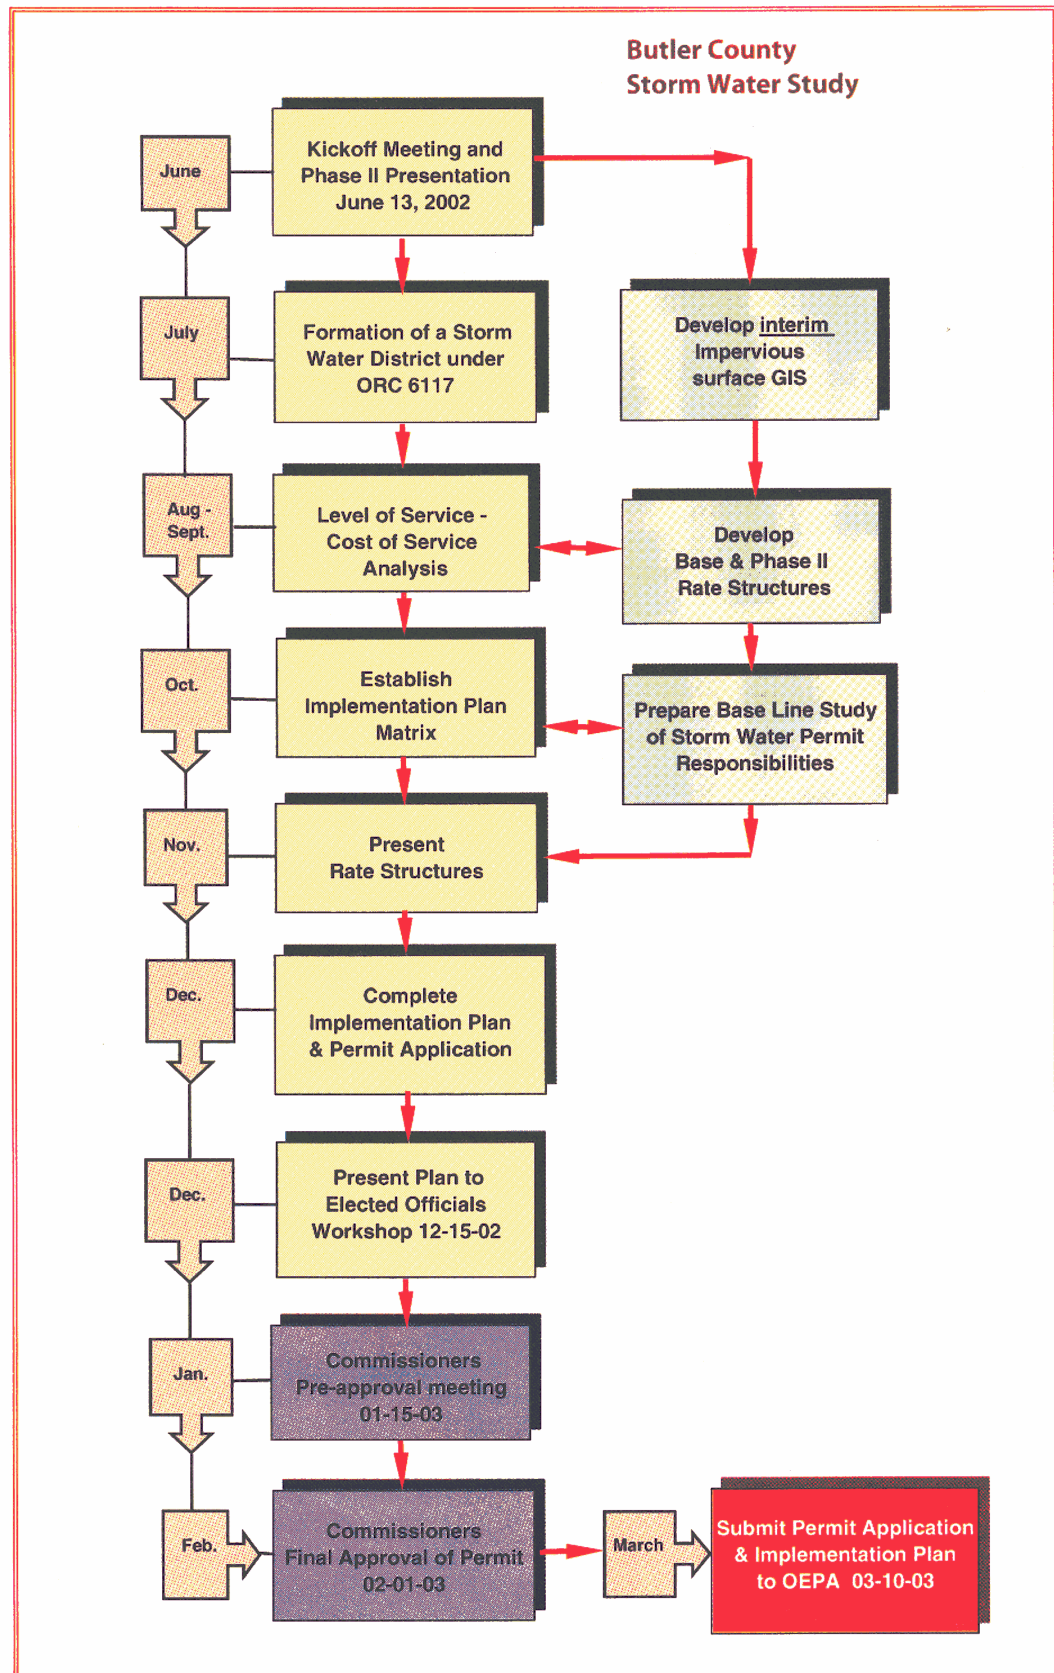 Butler County
Storm Water Study
June
Kickoff Meeting and
Phase II Presentation
June 13, 2002
July
Formation of a Storm
Water District under
ORC 6117
Develop interim
Impervious
surface GIS
Aug -
Sept.
Level of Service -
Cost of Service
Analysis
Develop
Base & Phase II
Rate Structures
Oct.
Establish
Implementation Plan
Matrix
Prepare Base Line Study
of Storm Water Permit
Responsibilities
Nov.
Present
Rate Structures
Dec.
Complete
Implementation Plan
& Permit Application
Dec.
Present Plan to
Elected Officials
Workshop 12-15-02
Jan.
Commissioners
Pre-approval meeting
01-15-03
Feb.
Commissioners
Final Approval of Permit
02-01-03
March
Submit Permit Application
& Implementation Plan
to OEPA 03-10-03